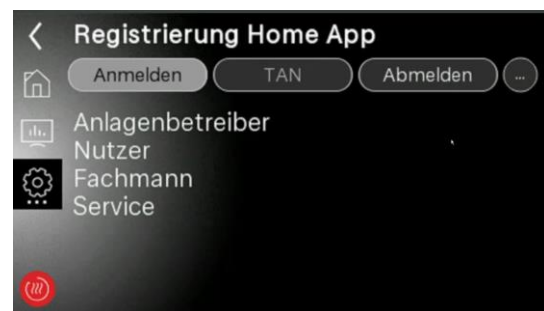 Registrierung Home App
Anmelden TAN Abmelden ...
Anlagenbetreiber
Nutzer
Fachmann
Service